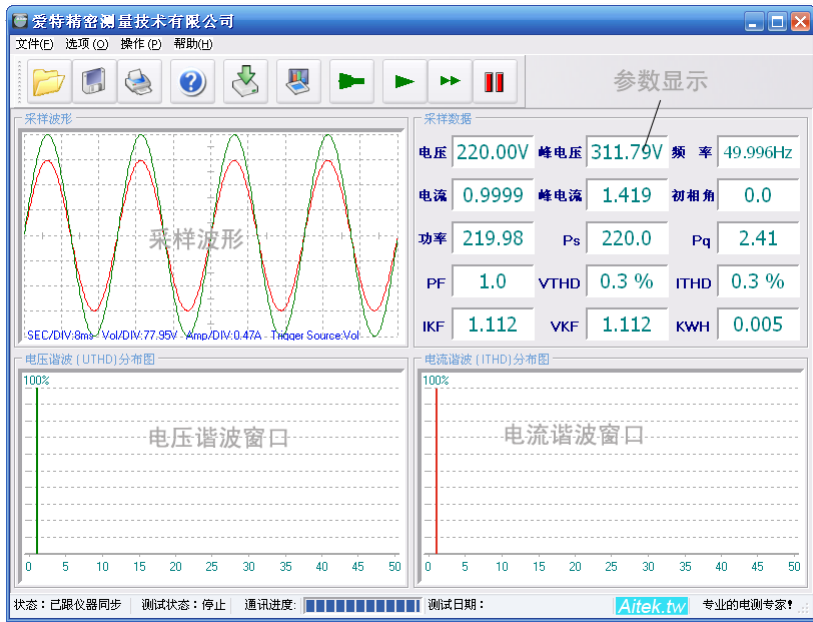 爱特精密测量技术有限公司
文件(F) 选项(O) 操作(P) 帮助(H)
参数显示
采样波形
采样波形
SEC/DIV:8ms Vol/DIV:77.95V Amp/DIV:0.47A Trigger Source:Vol
采样数据
电压 220.00V 峰电压 311.79V 频 率 49.996Hz
电流 0.9999 峰电流 1.419 初相角 0.0
功率 219.98 Ps 220.0 Pq 2.41
PF 1.0 VTHD 0.3 % ITHD 0.3 %
IKF 1.112 VKF 1.112 KWH 0.005
电压谐波(UTHD)分布图
100%
电压谐波窗口
0 5 10 15 20 25 30 35 40 45 50
电流谐波(ITHD)分布图
100%
电流谐波窗口
0 5 10 15 20 25 30 35 40 45 50
状态：已跟仪器同步 测试状态：停止 通讯进度: 测试日期： Aitek.tw 专业的电测专家!